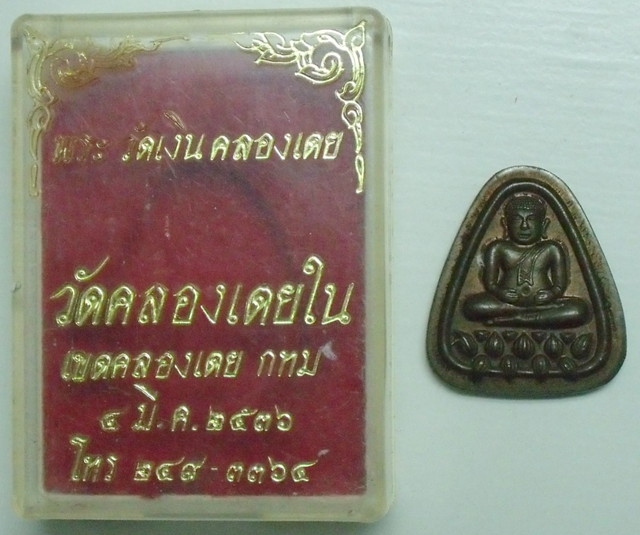 พระ วัดเงิน คลองเตย
วัดคลองเตยใน
เขตคลองเตย กทม
๔ มี.ค.๒๕๓๖
โทร ๒๔๙-๓๓๖๔